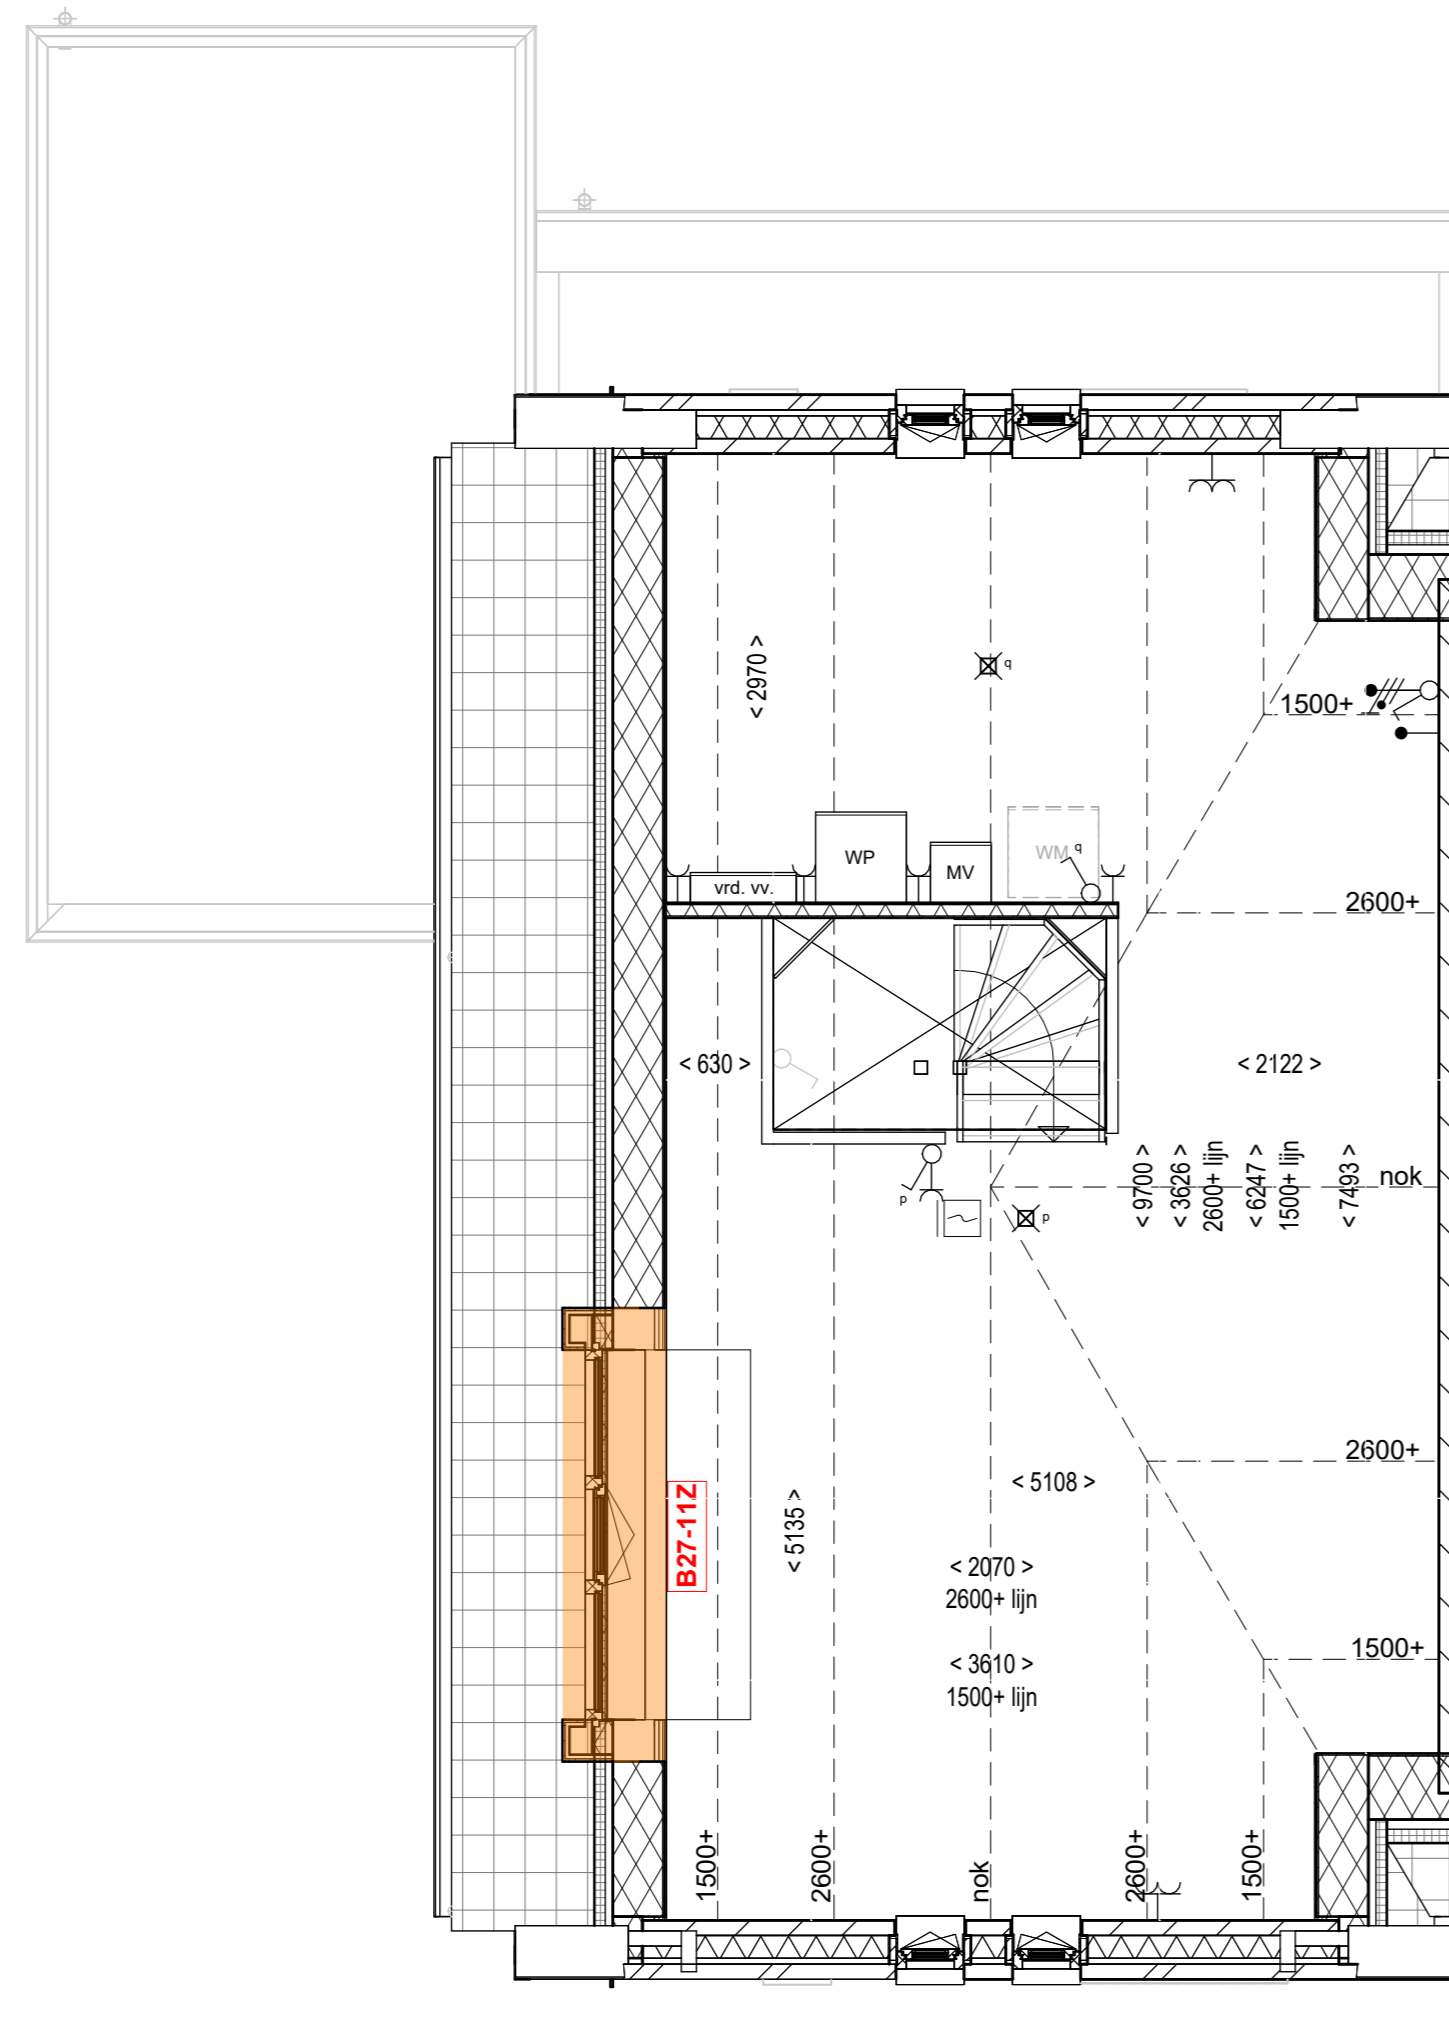 < 2970 >
q
1500+
WP
MV
WM
q
vrd. vv.
2600+
< 630 >
< 2122 >
< 9700 >
< 3626 >
2600+ lijn
< 6247 >
1500+ lijn
< 7493 >
nok
p
p
2600+
< 5108 >
B27-11Z
< 5135 >
< 2070 >
2600+ lijn
1500+
< 3610 >
1500+ lijn
1500+
2600+
nok
2600+
1500+